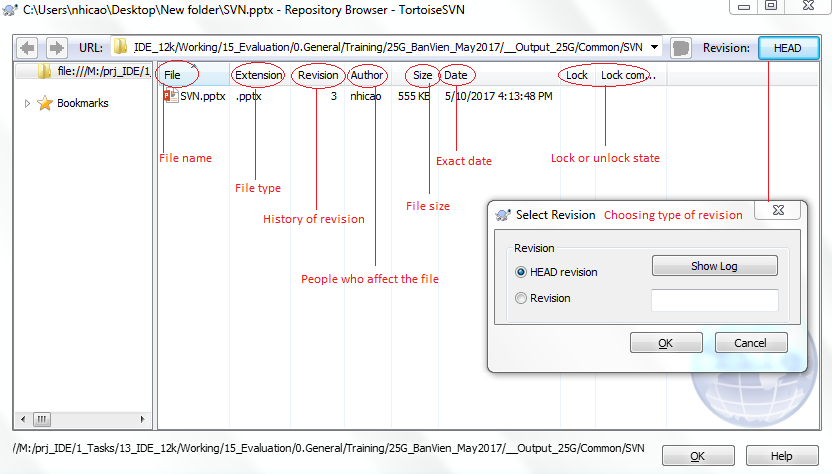 C:\Users\nhicao\Desktop\New folder\SVN.pptx - Repository Browser - TortoiseSVN
URL: _IDE_12k/Working/15_Evaluation/0.General/Training/25G_BanVien_May2017/__Output_25G/Common/SVN Revision: HEAD
file:///M:/prj_IDE/1_
Bookmarks
File Extension Revision Author Size Date Lock Lock com...
SVN.pptx .pptx 3 nhicao 555 KB 5/10/2017 4:13:48 PM
File name
Exact date
Lock or unlock state
File type
File size
History of revision
People who affect the file
Select Revision Choosing type of revision
Revision
HEAD revision
Show Log
Revision
OK Cancel
//M:/prj_IDE/1_Tasks/13_IDE_12k/Working/15_Evaluation/0.General/Training/25G_BanVien_May2017/__Output_25G/Common/SVN
OK Help